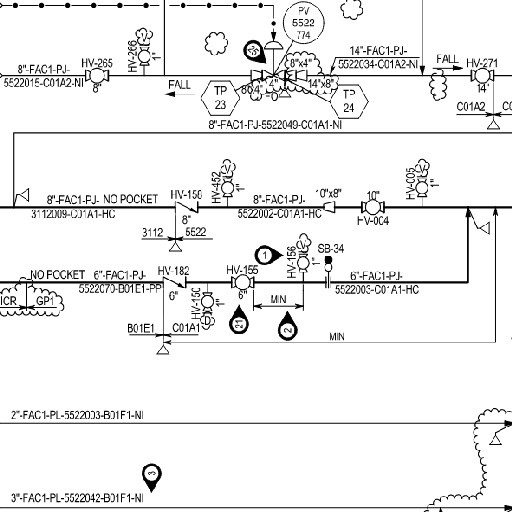 PV
5522
774
HV-266
1"
HV-265
8"-FAC1-PJ-
5522015-C01A2-NI
8"
FALL
TP
23
8"x4"
14"x8"
TP
24
14"-FAC1-PJ-
5522034-C01A2-NI
FALL
HV-271
14"
C01A2
8"-FAC1-PJ-5522049-C01A1-NI
8"-FAC1-PJ- NO POCKET
3112009-C01A1-HC
HV-158
8"
3112 5522
HV-452
1"
8"-FAC1-PJ-
5522002-C01A1-HC
10"x8"
10"
HV-004
HV-005
1"
NO POCKET 6"-FAC1-PJ-
5522070-B01E1-PP
ICR GP1
HV-182
6"
HV-150
1"
HV-155
6"
1
HV-156
1"
SB-34
6"-FAC1-PJ-
5522003-C01A1-HC
MIN
21
2
B01E1 C01A1
MIN
2"-FAC1-PL-5522003-B01F1-NI
3
3"-FAC1-PL-5522042-B01F1-NI